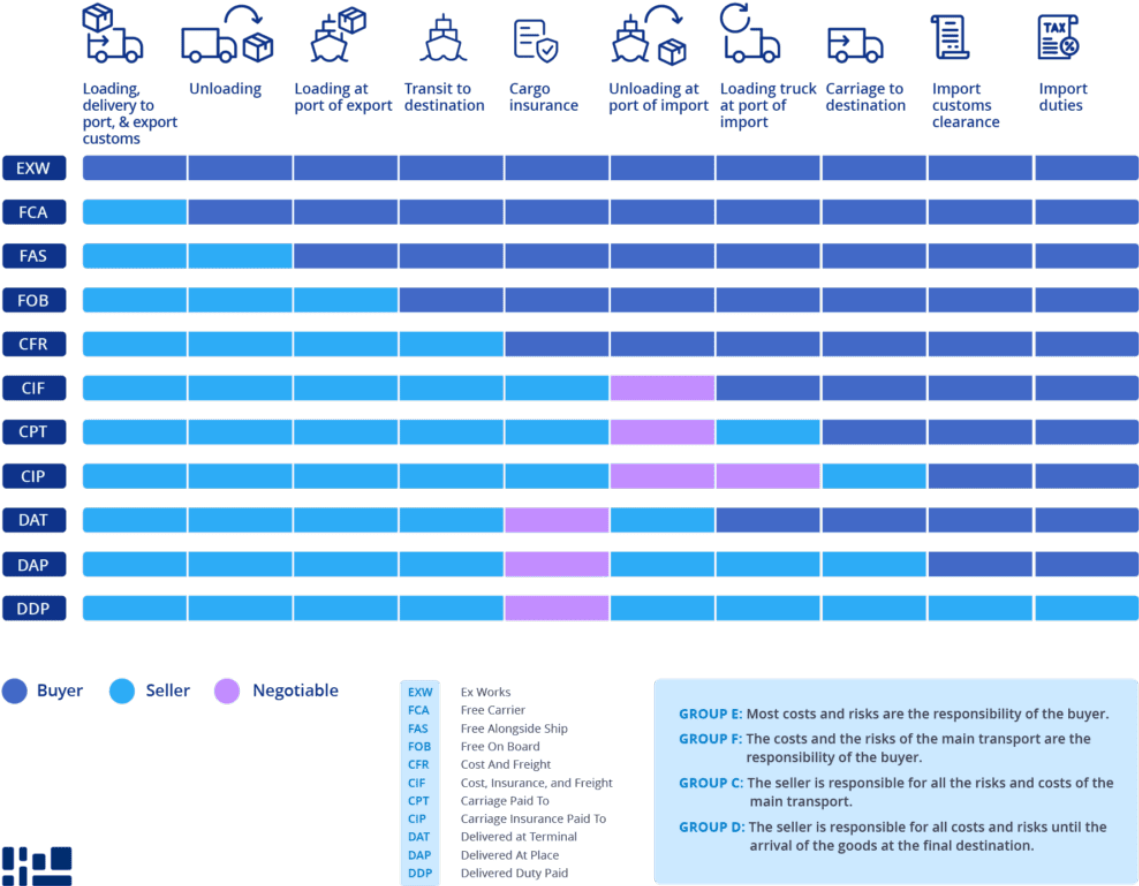 TAX
%
Loading,
delivery to
port, & export
customs
Unloading
Loading at
port of export
Transit to
destination
Cargo
insurance
Unloading at
port of import
Loading truck
at port of
import
Carriage to
destination
Import
customs
clearance
Import
duties
EXW
FCA
FAS
FOB
CFR
CIF
CPT
CIP
DAT
DAP
DDP
Buyer
Seller
Negotiable
EXW Ex Works
FCA Free Carrier
FAS Free Alongside Ship
FOB Free On Board
CFR Cost And Freight
CIF Cost, Insurance, and Freight
CPT Carriage Paid To
CIP Carriage Insurance Paid To
DAT Delivered at Terminal
DAP Delivered At Place
DDP Delivered Duty Paid
GROUP E: Most costs and risks are the responsibility of the buyer.
GROUP F: The costs and the risks of the main transport are the
responsibility of the buyer.
GROUP C: The seller is responsible for all the risks and costs of the
main transport.
GROUP D: The seller is responsible for all costs and risks until the
arrival of the goods at the final destination.